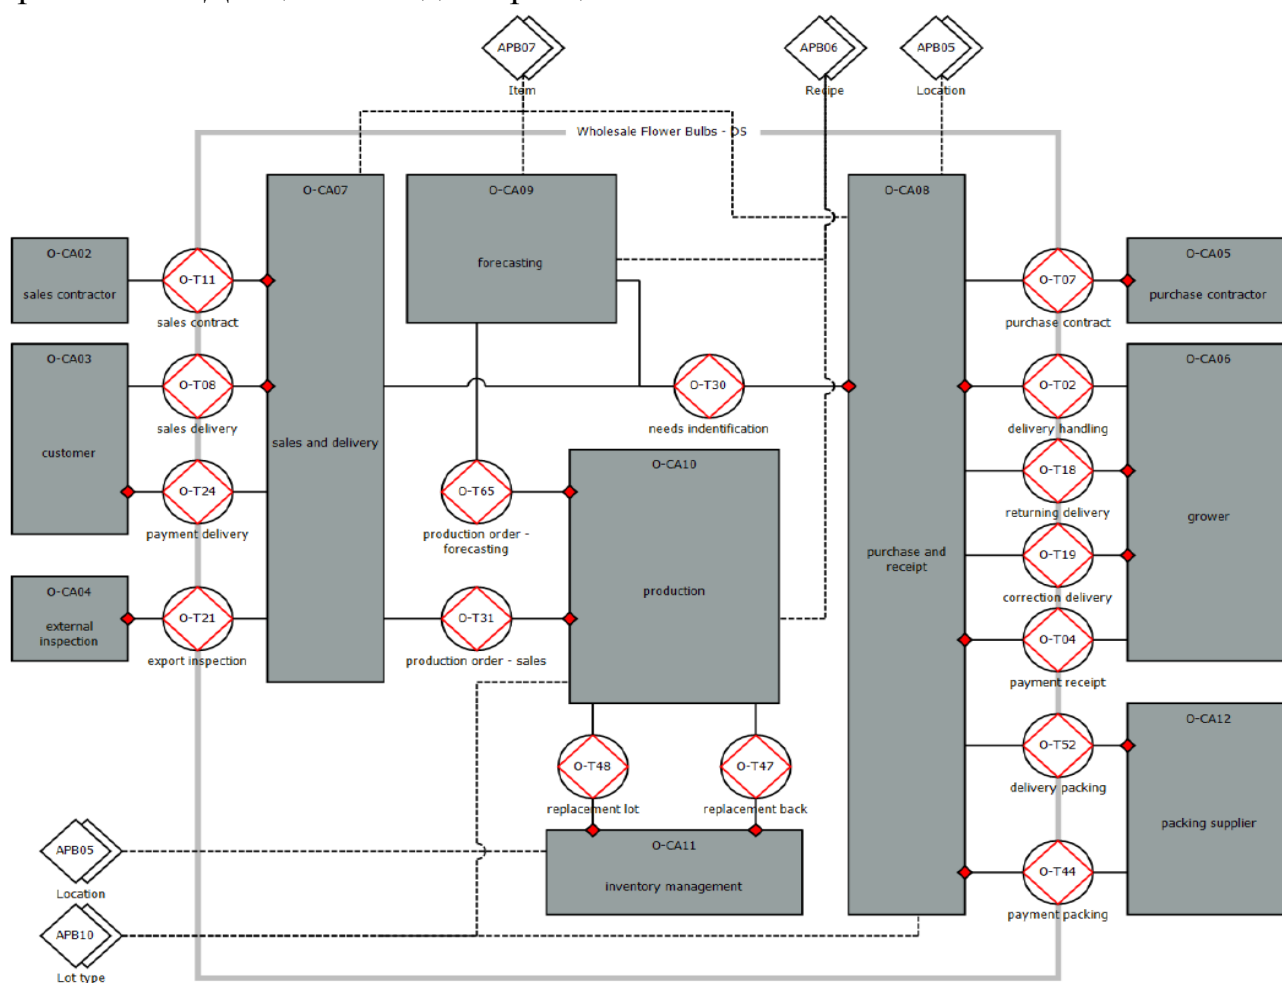 APB07
APB06
APB05
Item
Recipe
Location
Wholesale Flower Bulbs - OS
O-CA07
O-CA09
O-CA08
O-CA02
sales contractor
O-T11
sales contract
forecasting
O-T07
purchase contract
O-CA05
purchase contractor
O-CA03
customer
O-T08
sales delivery
sales and delivery
O-T30
needs indentification
O-T02
delivery handling
O-CA06
grower
O-T24
payment delivery
O-T65
production order -
forecasting
O-CA10
production
O-T18
returning delivery
purchase and
receipt
O-T19
correction delivery
O-CA04
external
inspection
O-T21
export inspection
O-T31
production order - sales
O-T04
payment receipt
O-T48
replacement lot
O-T47
replacement back
O-T52
delivery packing
O-CA12
packing supplier
APB05
Location
O-CA11
inventory management
O-T44
payment packing
APB10
Lot type